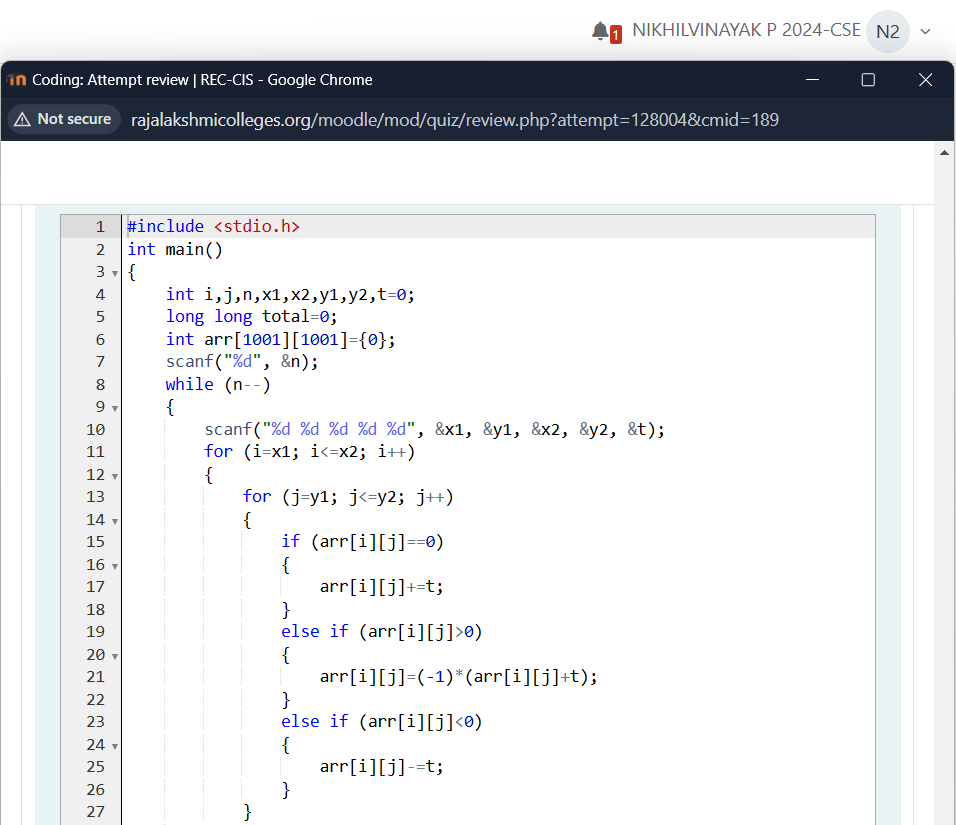 1 NIKHILVINAYAK P 2024-CSE N2
Coding: Attempt review | REC-CIS - Google Chrome
Not secure rajalakshmicolleges.org/moodle/mod/quiz/review.php?attempt=128004&cmid=189
1 #include <stdio.h>
2 int main()
3 {
4     int i,j,n,x1,x2,y1,y2,t=0;
5     long long total=0;
6     int arr[1001][1001]={0};
7     scanf("%d", &n);
8     while (n--)
9     {
10         scanf("%d %d %d %d %d", &x1, &y1, &x2, &y2, &t);
11         for (i=x1; i<=x2; i++)
12         {
13             for (j=y1; j<=y2; j++)
14             {
15                 if (arr[i][j]==0)
16                 {
17                     arr[i][j]+=t;
18                 }
19                 else if (arr[i][j]>0)
20                 {
21                     arr[i][j]=(-1)*(arr[i][j]+t);
22                 }
23                 else if (arr[i][j]<0)
24                 {
25                     arr[i][j]-=t;
26                 }
27             }